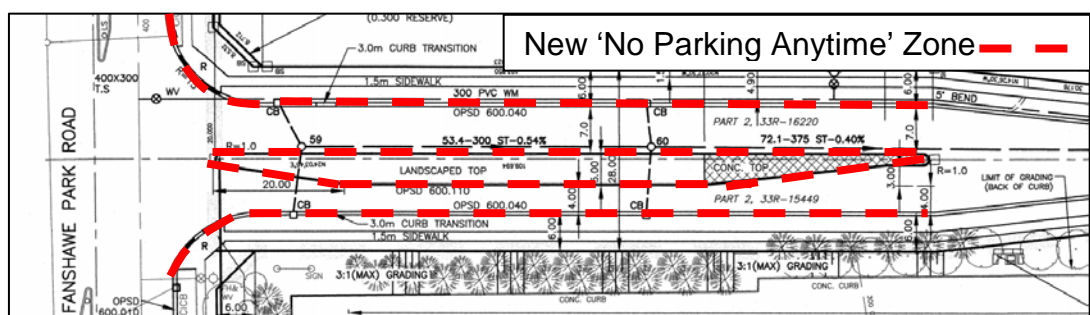 (0.300 RESERVE)
New ‘No Parking Anytime’ Zone
3.0m CURB TRANSITION
R
400X300
T.S
WV
1.5m SIDEWALK
300 PVC WM
6.00
4.90
6.00
5' BEND
CB
OPSD 600.040
CB
PART 2, 33R-16220
59
7.0
60
7.0
20.000
R=1.0
53.4-300 ST-0.54%
72.1-375 ST-0.40%
FANSHAWE PARK ROAD
LANDSCAPED TOP
CONC. TOP
R=1.0
20.00
OPSD 600.110
28.00
3.00
LIMIT OF GRADING
(BACK OF CURB)
CB
OPSD 600.040
4.00
CB
PART 2, 33R-15449
4.00
3.0m CURB TRANSITION
6.00
6.00
R
1.5m SIDEWALK
SIGN
3:1(MAX) GRADING
3:1(MAX) GRADING
OPSD
600.010
CICB
WV
6.00
CONC. CURB
CONC. CURB